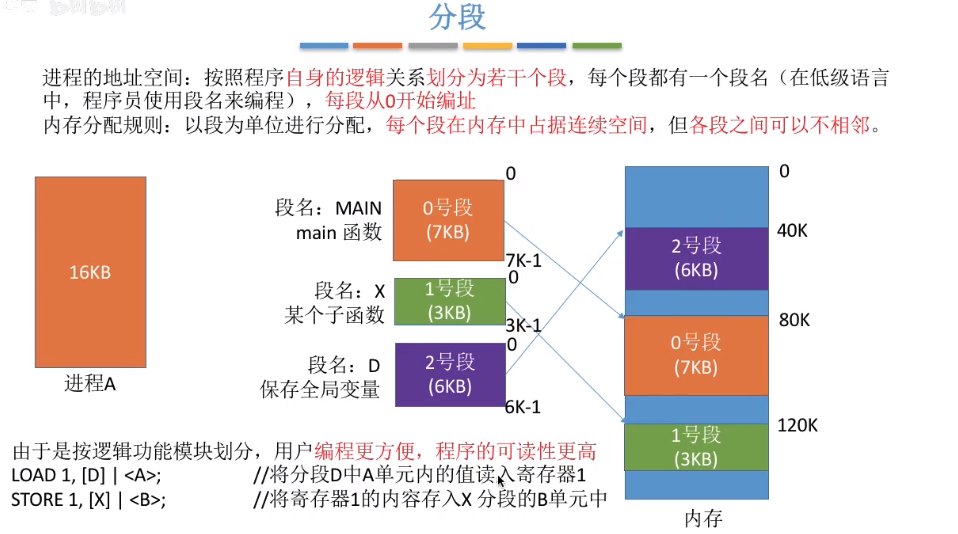 分段
进程的地址空间：按照程序自身的逻辑关系划分为若干个段，每个段都有一个段名（在低级语言
中，程序员使用段名来编程），每段从0开始编址
内存分配规则：以段为单位进行分配，每个段在内存中占据连续空间，但各段之间可以不相邻。
16KB
进程A
段名：MAIN
main 函数
0号段
(7KB)
0
7K-1
段名：X
某个子函数
1号段
(3KB)
0
3K-1
段名：D
保存全局变量
2号段
(6KB)
0
6K-1
0
40K
2号段
(6KB)
80K
0号段
(7KB)
120K
1号段
(3KB)
内存
由于是按逻辑功能模块划分，用户编程更方便，程序的可读性更高
LOAD 1, [D] | <A>; //将分段D中A单元内的值读入寄存器1
STORE 1, [X] | <B>; //将寄存器1的内容存入X 分段的B单元中